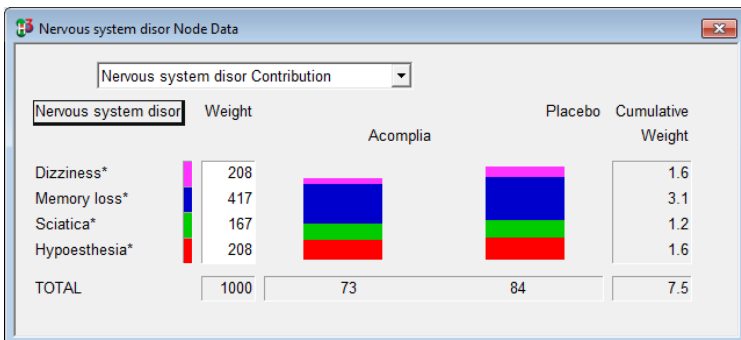 Nervous system disor Node Data
Nervous system disor Contribution
Nervous system disor Weight Placebo Cumulative
Acomplia Weight
Dizziness* 208 1.6
Memory loss* 417 3.1
Sciatica* 167 1.2
Hypoesthesia* 208 1.6
TOTAL 1000 73 84 7.5